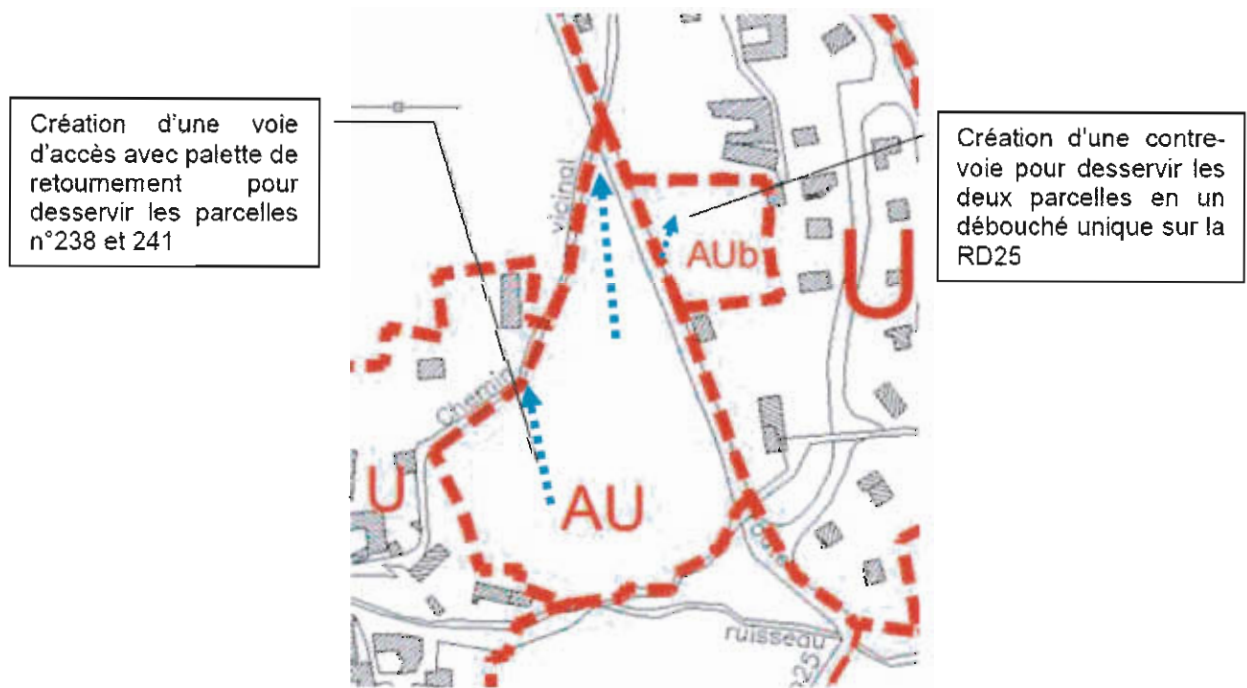 Création d'une voie
d'accès avec palette de
retournement pour
desservir les parcelles
n°238 et 241
Création d'une contre-
voie pour desservir les
deux parcelles en un
débouché unique sur la
RD25
vicinal
Chemin
AUb
U
U
AU
ruisseau